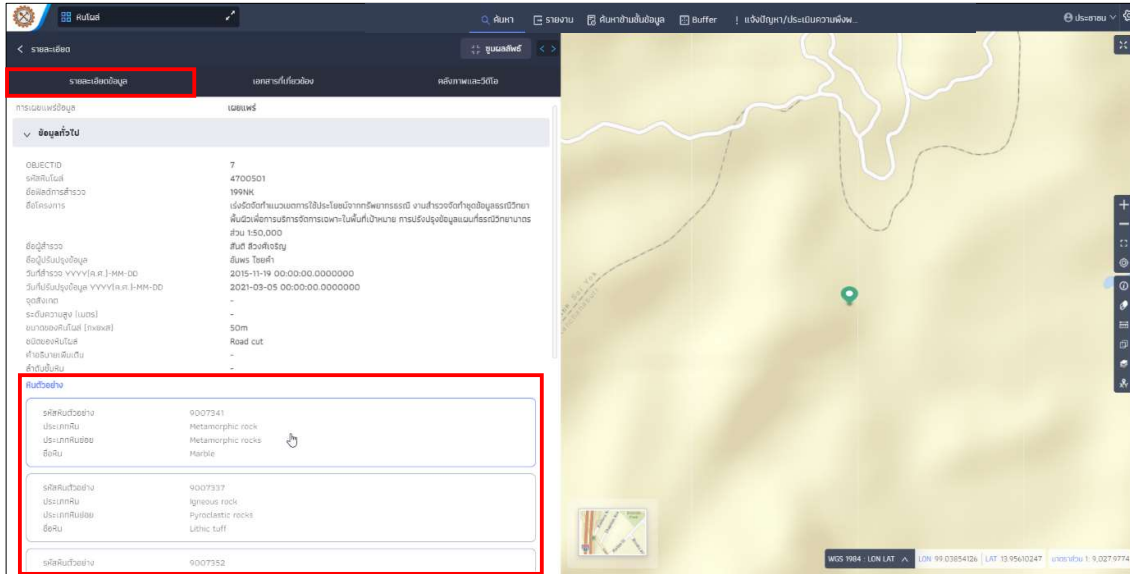 หินโผล่
ค้นหา
รายงาน
ค้นหาข้ามชั้นข้อมูล
Buffer
! แจ้งปัญหา/ประเมินความพึงพ...
ประชาชน
รายละเอียด
ซูมผลลัพธ์
รายละเอียดข้อมูล
เอกสารที่เกี่ยวข้อง
คลังภาพและวีดีโอ
การเผยแพร่ข้อมูล เผยแพร่
ข้อมูลทั่วไป
OBJECTID 7
รหัสหินโผล่ 4700501
ชื่อฟิลด์การสำรวจ 199NK
ชื่อโครงการ เร่งรัดจัดทำแนวเขตการใช้ประโยชน์จากทรัพยากรธรณี งานสำรวจจัดทำชุดข้อมูลธรณีวิทยา
พื้นผิวเพื่อการบริการจัดการเฉพาะในพื้นที่เป้าหมาย การปรับปรุงข้อมูลแผนที่ธรณีวิทยามาตร
ส่วน 1:50,000
ชื่อผู้สำรวจ สันติ ลีวงศ์เจริญ
ชื่อผู้ปรับปรุงข้อมูล อัมพร ไชยคำ
วันที่สำรวจ YYYY(ค.ศ.)-MM-DD 2015-11-19 00:00:00.0000000
วันที่ปรับปรุงข้อมูล YYYY(ค.ศ.)-MM-DD 2021-03-05 00:00:00.0000000
จุดสังเกต -
ระดับความสูง (เมตร) -
ขนาดของหินโผล่ (กxยxส) 50m
ชนิดของหินโผล่ Road cut
คำอธิบายเพิ่มเติม -
ลำดับชั้นหิน -
หินตัวอย่าง
รหัสหินตัวอย่าง 9007341
ประเภทหิน Metamorphic rock
ประเภทหินย่อย Metamorphic rocks
ชื่อหิน Marble
รหัสหินตัวอย่าง 9007337
ประเภทหิน Igneous rock
ประเภทหินย่อย Pyroclastic rocks
ชื่อหิน Lithic tuff
รหัสหินตัวอย่าง 9007352
WGS 1984 : LON LAT
LON 99.03854126
LAT 13.95610247
มาตราส่วน 1: 9,027.9774